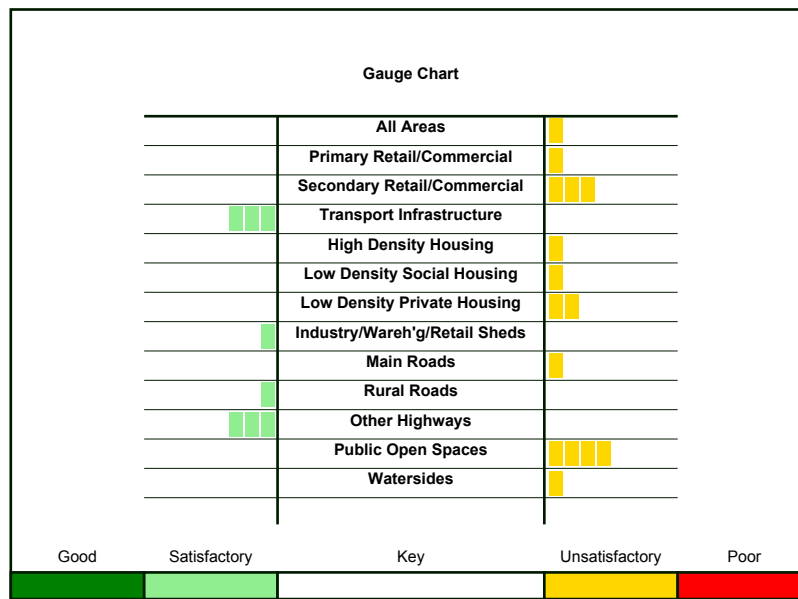 Gauge Chart
All Areas
Primary Retail/Commercial
Secondary Retail/Commercial
Transport Infrastructure
High Density Housing
Low Density Social Housing
Low Density Private Housing
Industry/Wareh'g/Retail Sheds
Main Roads
Rural Roads
Other Highways
Public Open Spaces
Watersides
Good Satisfactory Key Unsatisfactory Poor